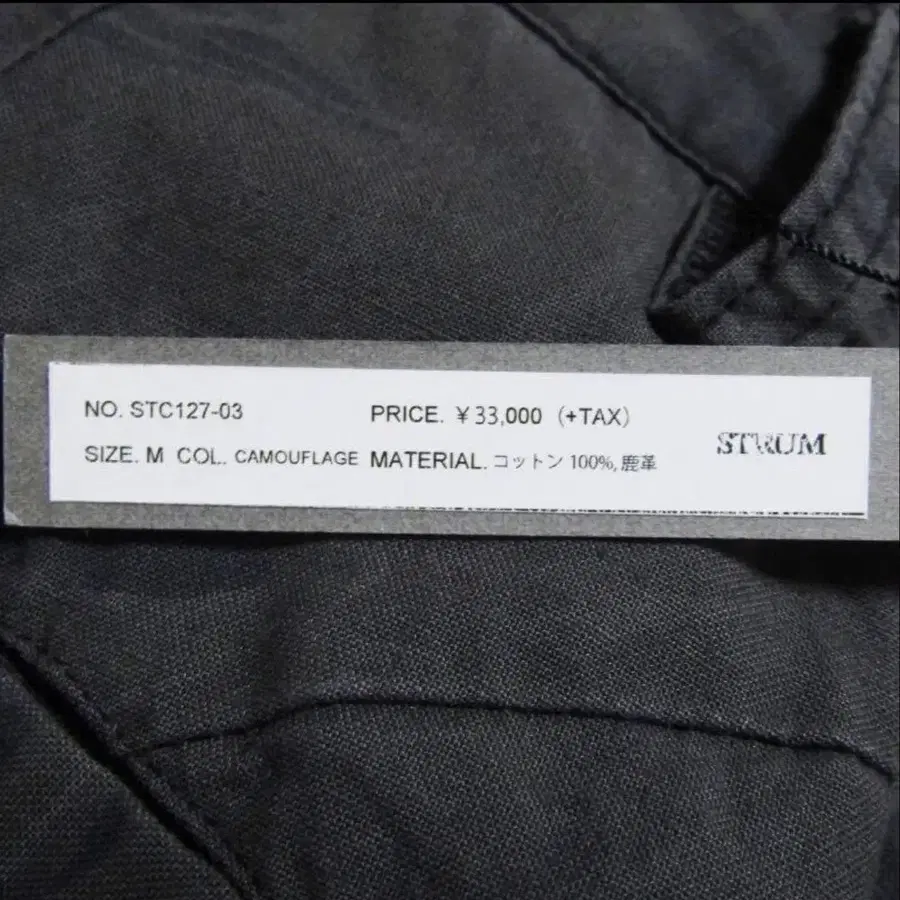 NO. STC127-03 PRICE. ¥33,000 (+TAX)
SIZE. M COL. CAMOUFLAGE MATERIAL. コットン 100%, 鹿革
STRUM